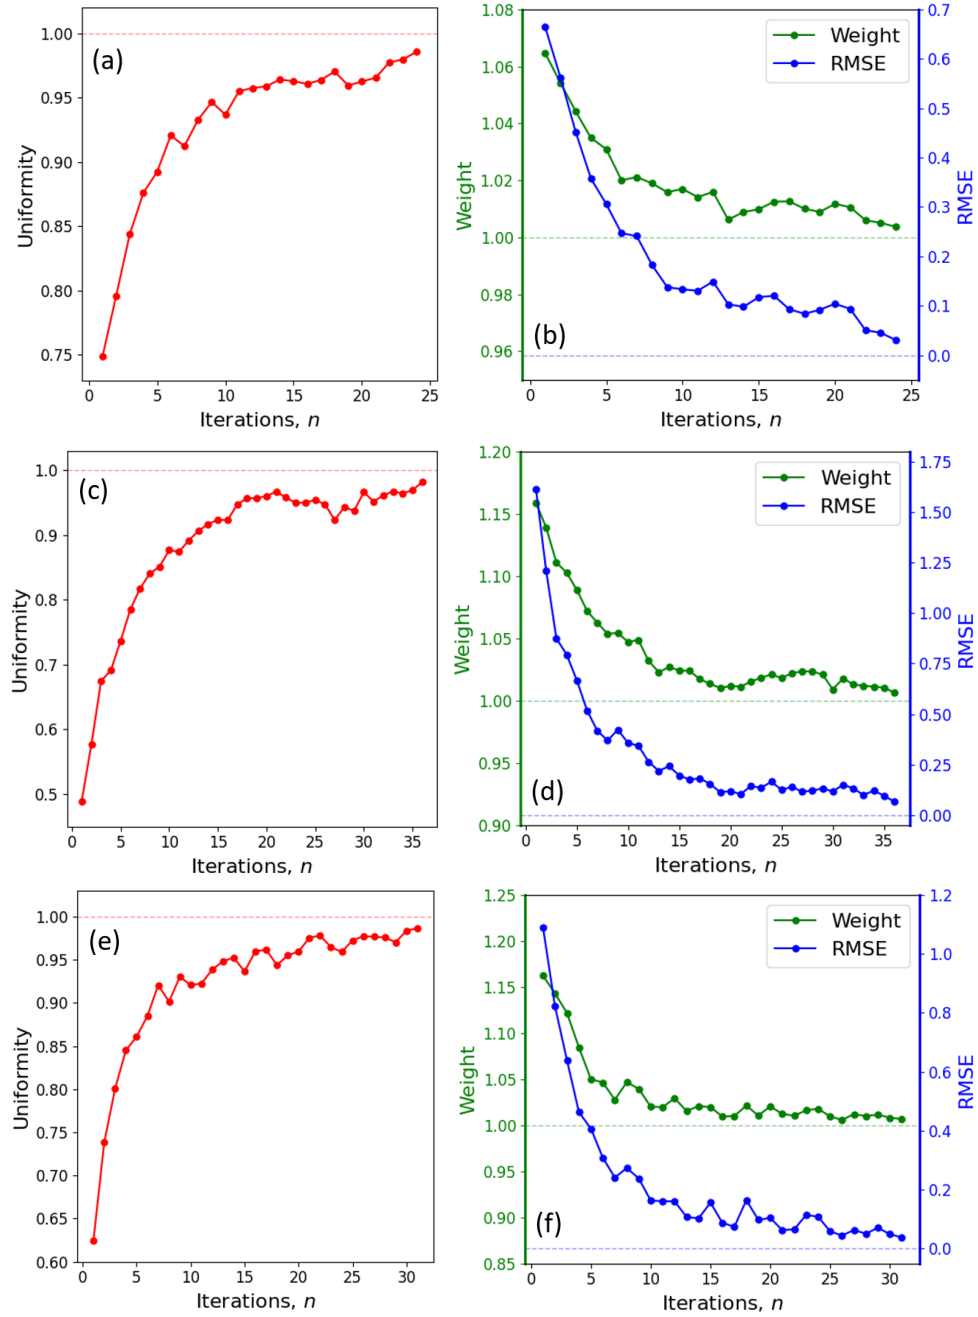 (a)
Uniformity
1.00
0.95
0.90
0.85
0.80
0.75
0 5 10 15 20 25
Iterations, n
(b)
Weight
RMSE
Weight
1.08
1.06
1.04
1.02
1.00
0.98
0.96
RMSE
0.7
0.6
0.5
0.4
0.3
0.2
0.1
0.0
0 5 10 15 20 25
Iterations, n
(c)
Uniformity
1.0
0.9
0.8
0.7
0.6
0.5
0 5 10 15 20 25 30 35
Iterations, n
(d)
Weight
RMSE
Weight
1.20
1.15
1.10
1.05
1.00
0.95
0.90
RMSE
1.75
1.50
1.25
1.00
0.75
0.50
0.25
0.00
0 5 10 15 20 25 30 35
Iterations, n
(e)
Uniformity
1.00
0.95
0.90
0.85
0.80
0.75
0.70
0.65
0.60
0 5 10 15 20 25 30
Iterations, n
(f)
Weight
RMSE
Weight
1.25
1.20
1.15
1.10
1.05
1.00
0.95
0.90
0.85
RMSE
1.2
1.0
0.8
0.6
0.4
0.2
0.0
0 5 10 15 20 25 30
Iterations, n